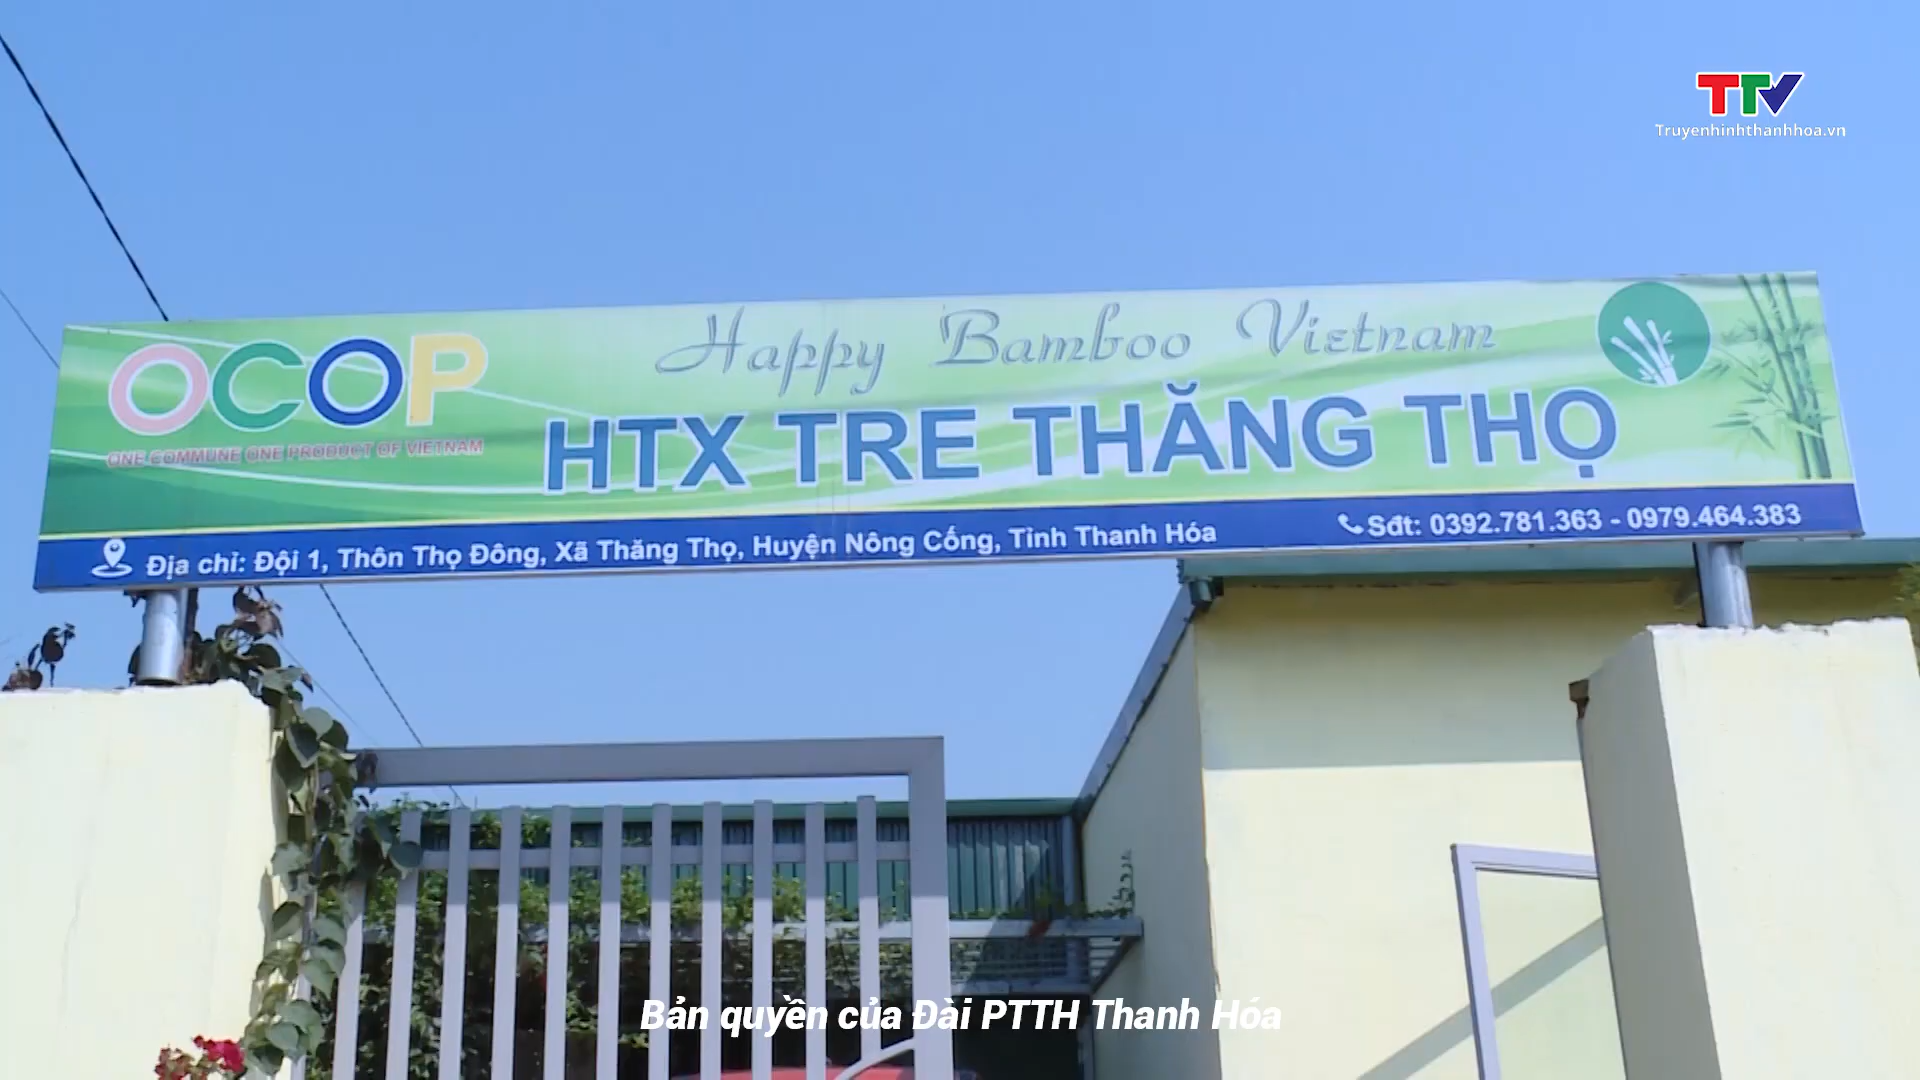 TTV
Truyenhinhthanhhoa.vn
Happy Bamboo Vietnam
OCOP
ONE COMMUNE ONE PRODUCT OF VIETNAM
HTX TRE THĂNG THỌ
Địa chỉ: Đội 1, Thôn Thọ Đông, Xã Thăng Thọ, Huyện Nông Cống, Tỉnh Thanh Hóa
Sđt: 0392.781.363 - 0979.464.383
Bản quyền của Đài PTTH Thanh Hóa